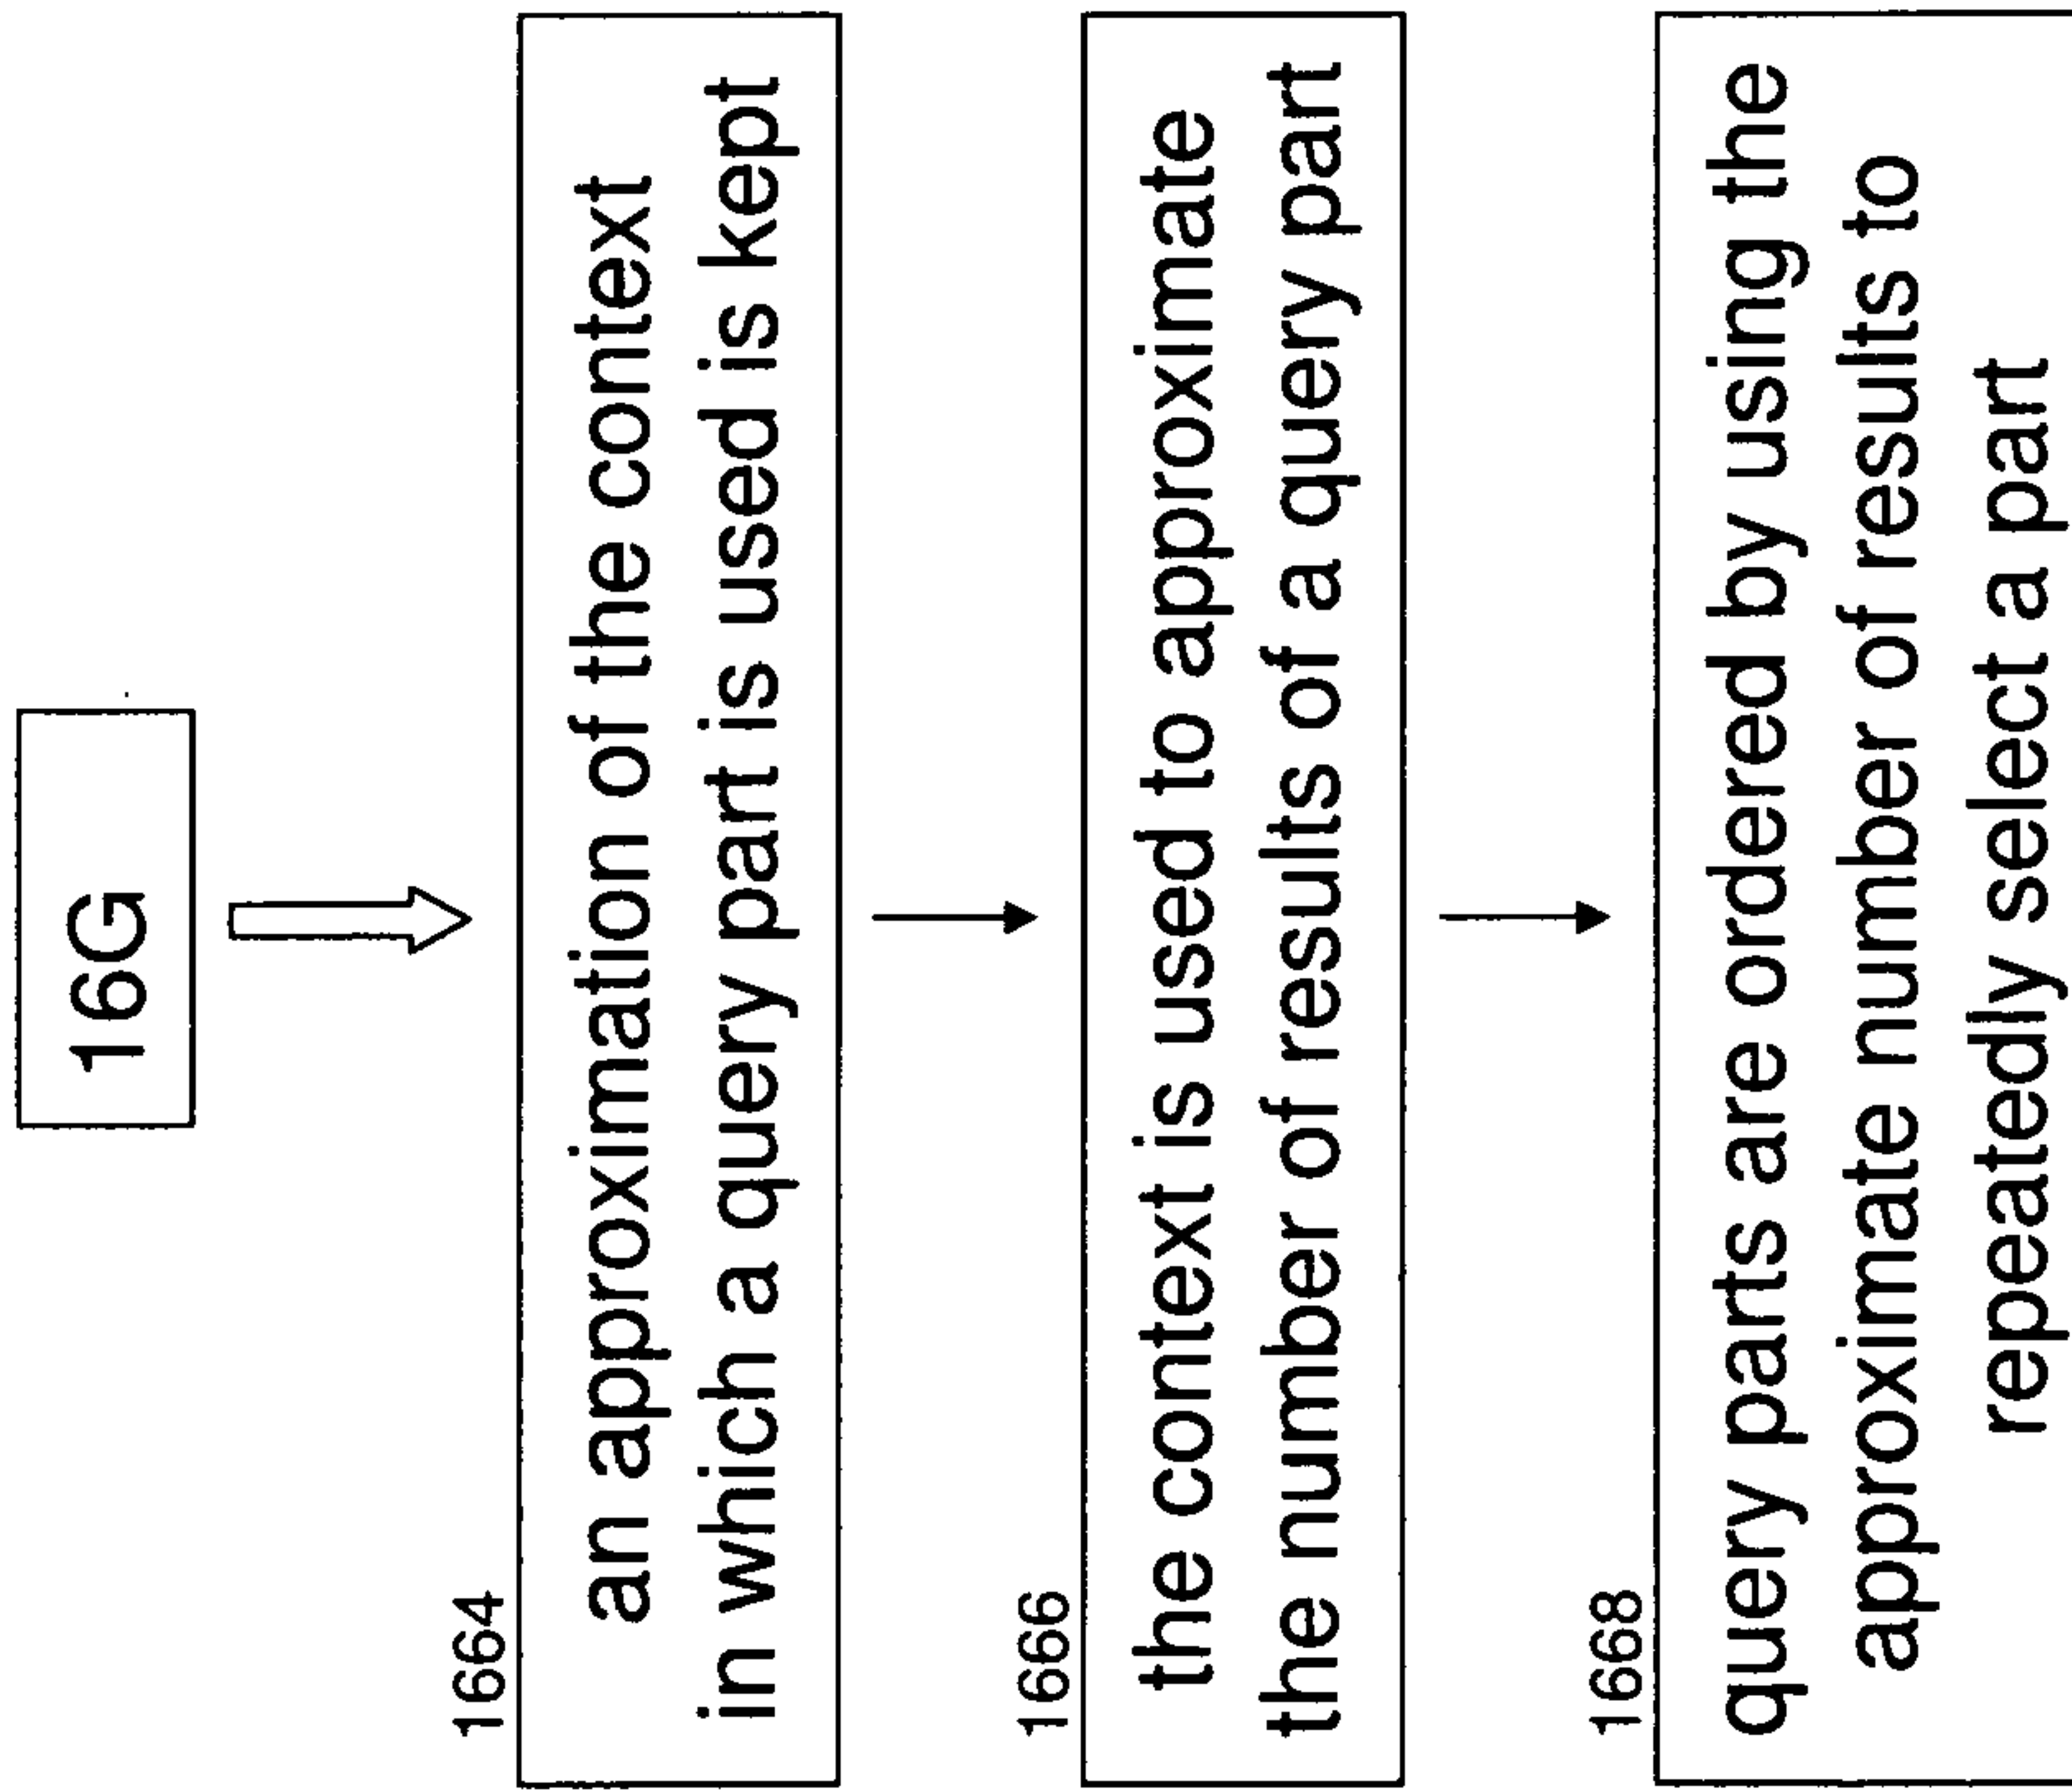 16G
1664
an approximation of the context
in which a query part is used is kept
1666
the context is used to approximate
the number of results of a query part
1668
query parts are ordered by using the
approximate number of results to
repeatedly select a part